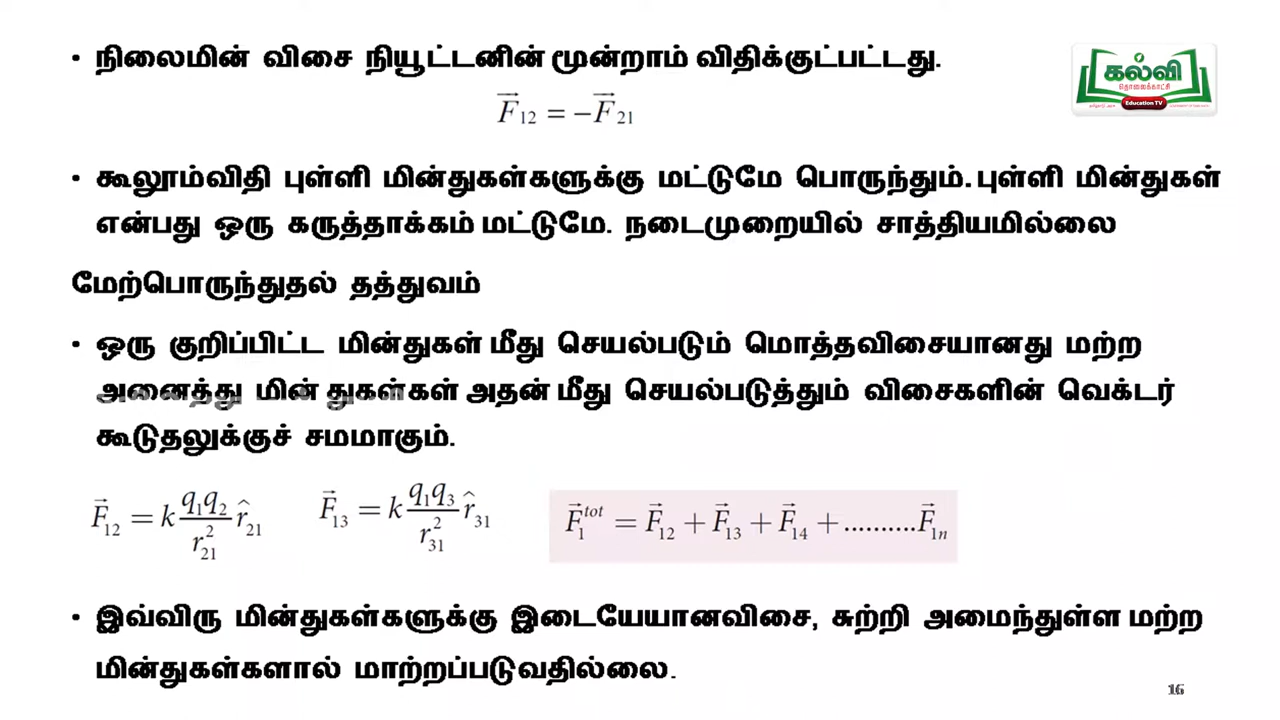 • நிலைமின் விசை நியூட்டனின் மூன்றாம் விதிக்குட்பட்டது.
கல்வி
தொலைக்காட்சி
Education TV
F⃗₁₂ = −F⃗₂₁
• கூலூம்விதி புள்ளி மின்துகள்களுக்கு மட்டுமே பொருந்தும். புள்ளி மின்துகள்
என்பது ஒரு கருத்தாக்கம் மட்டுமே. நடைமுறையில் சாத்தியமில்லை
மேற்பொருந்துதல் தத்துவம்
• ஒரு குறிப்பிட்ட மின்துகள் மீது செயல்படும் மொத்தவிசையானது மற்ற
அனைத்து மின் துகள்கள் அதன் மீது செயல்படுத்தும் விசைகளின் வெக்டர்
கூடுதலுக்குச் சமமாகும்.
F⃗₁₂ = k q₁q₂/r₂₁² r̂₂₁ F⃗₁₃ = k q₁q₃/r₃₁² r̂₃₁ F⃗₁ᵗᵒᵗ = F⃗₁₂ + F⃗₁₃ + F⃗₁₄ + ..........F⃗₁ₙ
• இவ்விரு மின்துகள்களுக்கு இடையேயானவிசை, சுற்றி அமைந்துள்ள மற்ற
மின்துகள்களால் மாற்றப்படுவதில்லை.
16